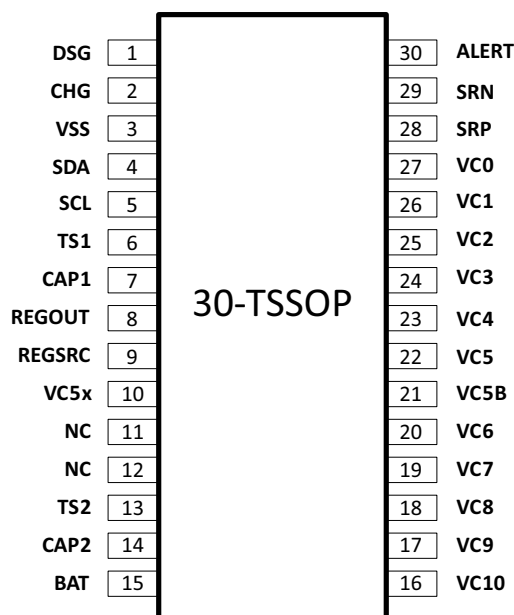 DSG 1 30 ALERT
CHG 2 29 SRN
VSS 3 28 SRP
SDA 4 27 VC0
SCL 5 26 VC1
TS1 6 25 VC2
CAP1 7 24 VC3
REGOUT 8 30-TSSOP 23 VC4
REGSRC 9 22 VC5
VC5x 10 21 VC5B
NC 11 20 VC6
NC 12 19 VC7
TS2 13 18 VC8
CAP2 14 17 VC9
BAT 15 16 VC10